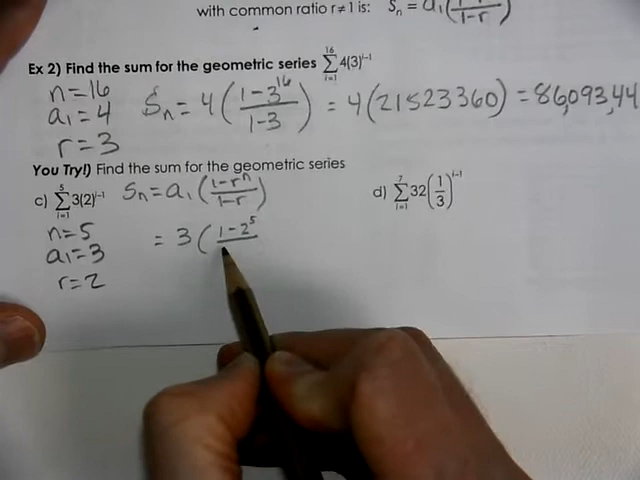 with common ratio r≠1 is: Sₙ = a₁(1-rⁿ/1-r)
Ex 2) Find the sum for the geometric series ∑_{i=1}^{16} 4(3)^{i-1}
n=16
a₁=4
r=3
Sₙ = 4 (1-3^16 / 1-3) = 4(21523360) = 86,093,44
You Try!) Find the sum for the geometric series
c) ∑_{i=1}^{5} 3(2)^{i-1} Sₙ = a₁ (1-rⁿ / 1-r)
n=5
a₁=3
r=2
= 3 (1-2^5
d) ∑_{i=1}^{7} 32(1/3)^{i-1}